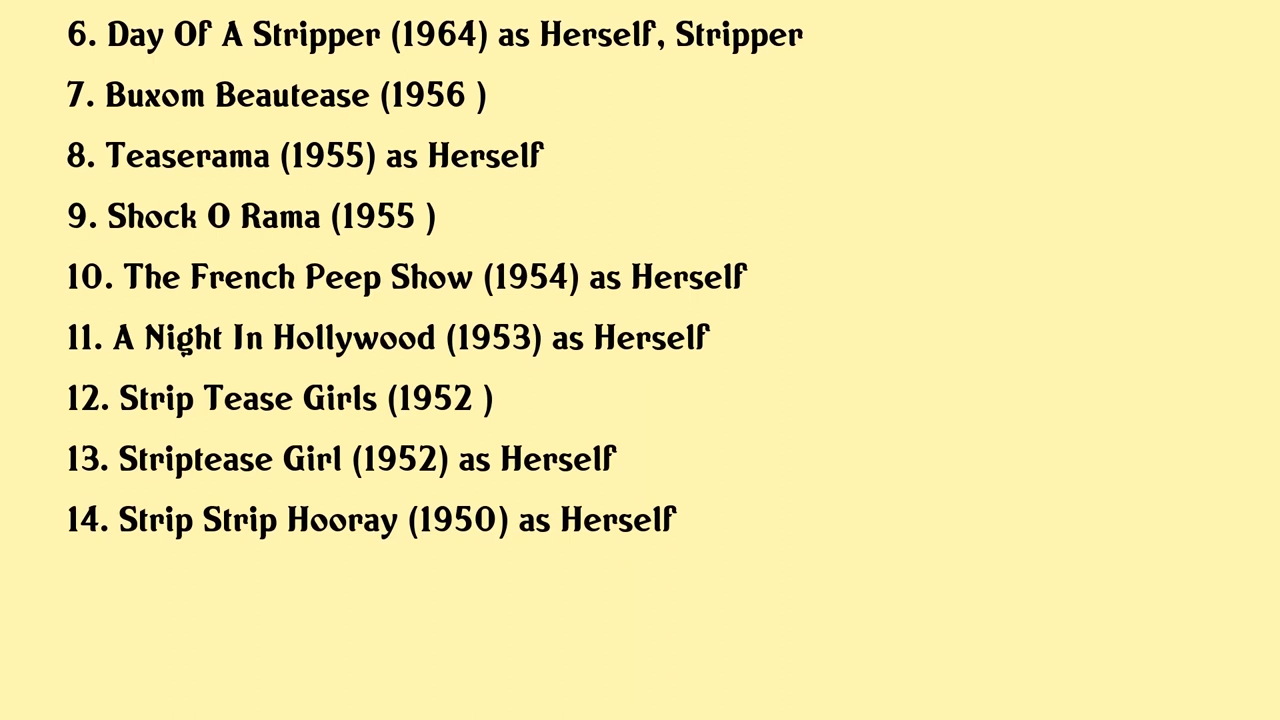 6. Day Of A Stripper (1964) as Herself, Stripper
7. Buxom Beautease (1956 )
8. Teaserama (1955) as Herself
9. Shock O Rama (1955 )
10. The French Peep Show (1954) as Herself
11. A Night In Hollywood (1953) as Herself
12. Strip Tease Girls (1952 )
13. Striptease Girl (1952) as Herself
14. Strip Strip Hooray (1950) as Herself